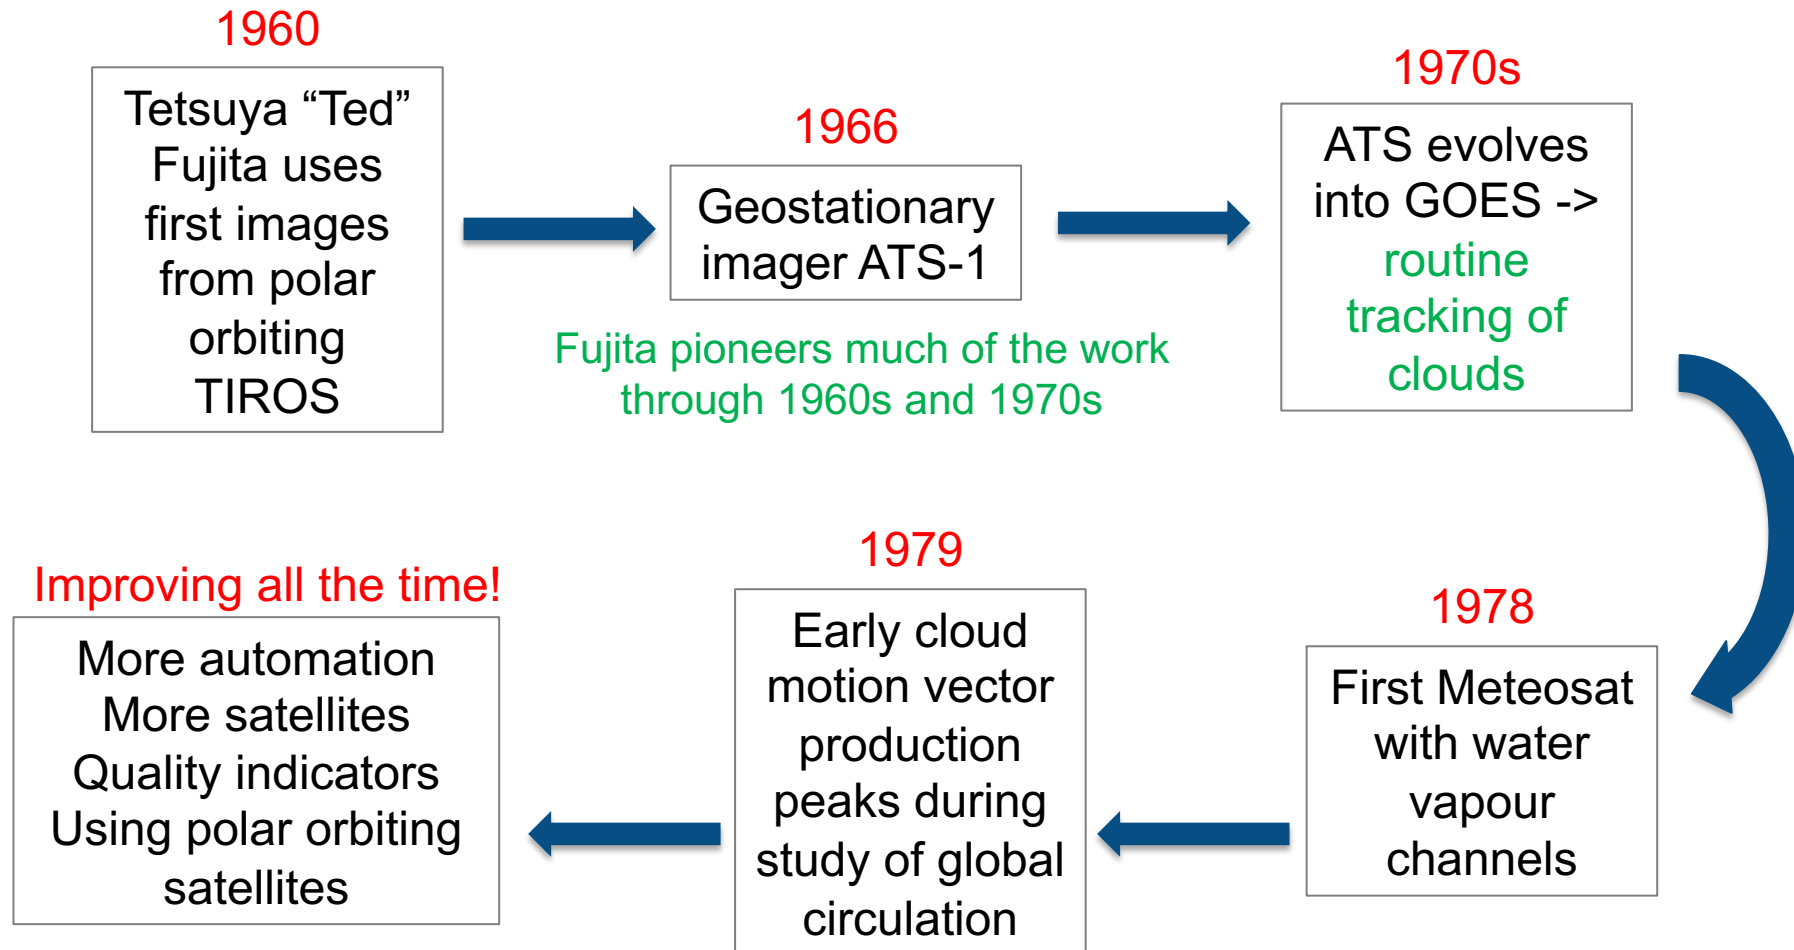 1960
Tetsuya “Ted”
Fujita uses
first images
from polar
orbiting
TIROS
1966
Geostationary
imager ATS-1
Fujita pioneers much of the work
through 1960s and 1970s
1970s
ATS evolves
into GOES ->
routine
tracking of
clouds
1978
First Meteosat
with water
vapour
channels
1979
Early cloud
motion vector
production
peaks during
study of global
circulation
Improving all the time!
More automation
More satellites
Quality indicators
Using polar orbiting
satellites